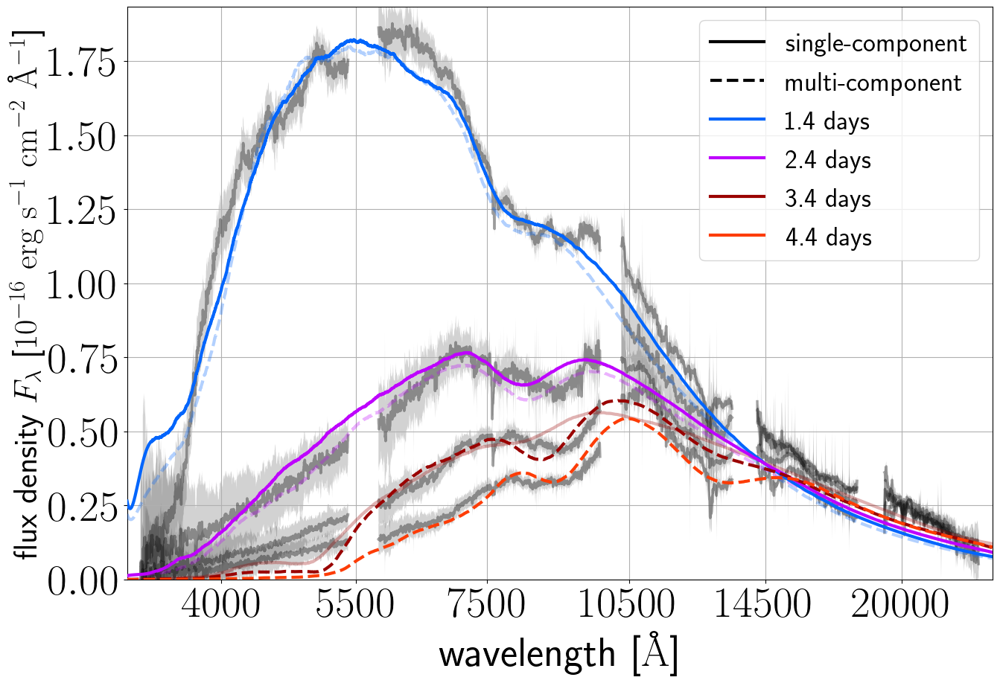 flux density F_λ [10^−16 erg s^−1 cm^−2 Å^−1]
1.75
1.50
1.25
1.00
0.75
0.50
0.25
0.00
single-component
multi-component
1.4 days
2.4 days
3.4 days
4.4 days
4000 5500 7500 10500 14500 20000
wavelength [Å]